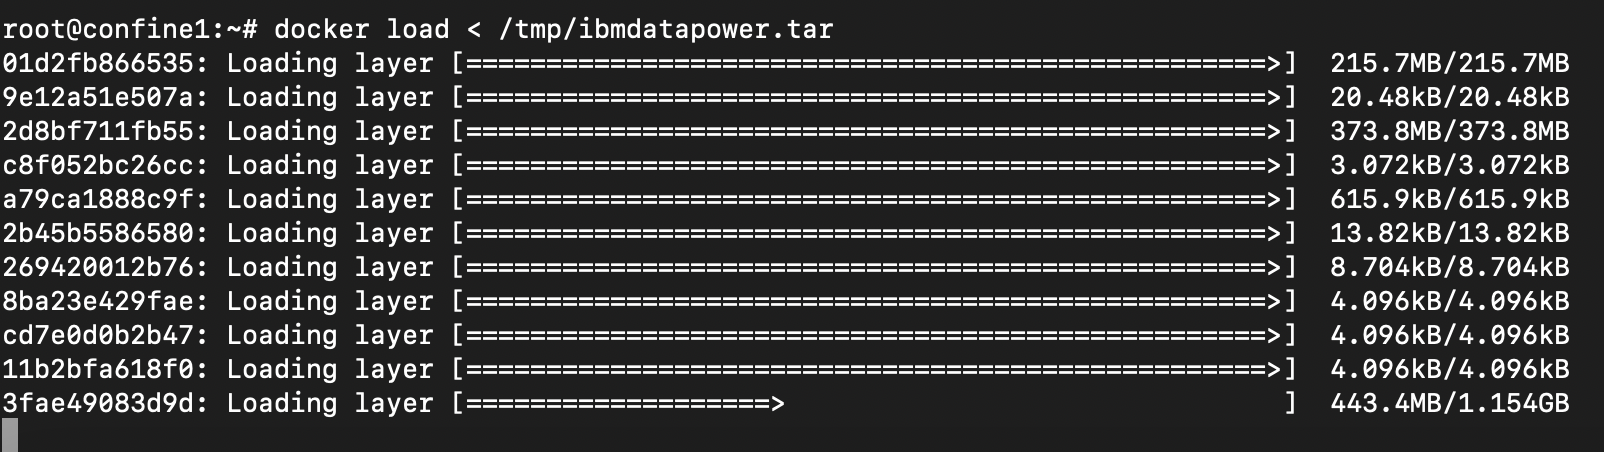 root@confine1:~# docker load < /tmp/ibmdatapower.tar
01d2fb866535: Loading layer [==================================================>]  215.7MB/215.7MB
9e12a51e507a: Loading layer [==================================================>]  20.48kB/20.48kB
2d8bf711fb55: Loading layer [==================================================>]  373.8MB/373.8MB
c8f052bc26cc: Loading layer [==================================================>]  3.072kB/3.072kB
a79ca1888c9f: Loading layer [==================================================>]  615.9kB/615.9kB
2b45b5586580: Loading layer [==================================================>]  13.82kB/13.82kB
269420012b76: Loading layer [==================================================>]  8.704kB/8.704kB
8ba23e429fae: Loading layer [==================================================>]  4.096kB/4.096kB
cd7e0d0b2b47: Loading layer [==================================================>]  4.096kB/4.096kB
11b2bfa618f0: Loading layer [==================================================>]  4.096kB/4.096kB
3fae49083d9d: Loading layer [===================>                               ]  443.4MB/1.154GB